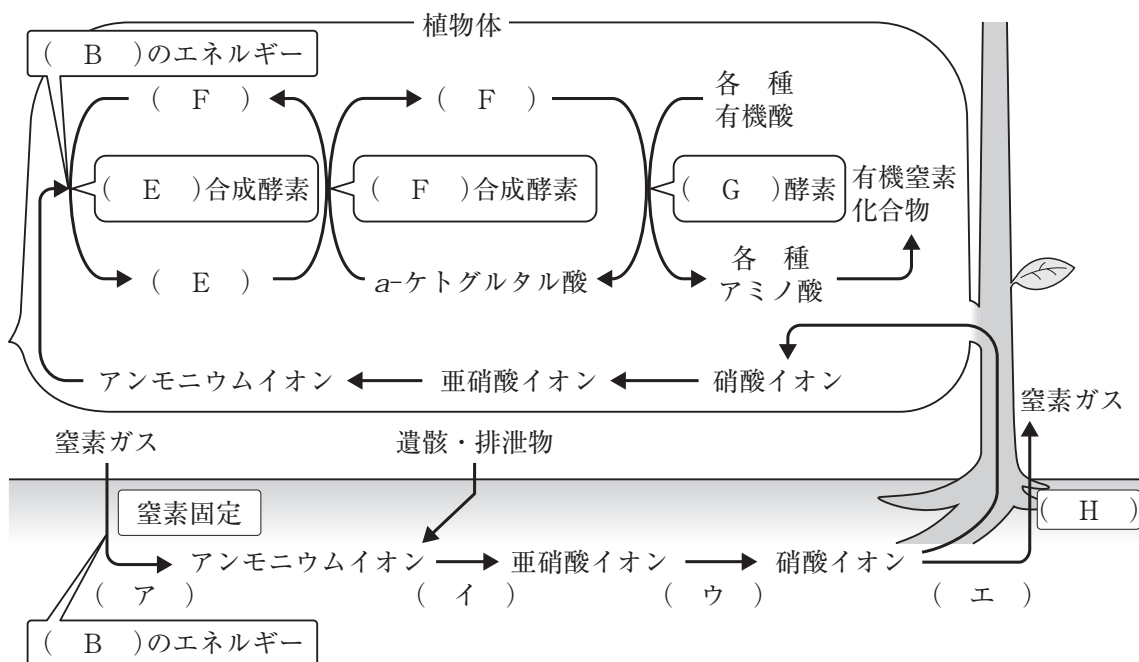 植物体
( B )のエネルギー
( F )
( F )
各 種
有機酸
( E )合成酵素
( F )合成酵素
( G )酵素
有機窒素
化合物
( E )
a-ケトグルタル酸
各 種
アミノ酸
アンモニウムイオン
亜硝酸イオン
硝酸イオン
窒素ガス
窒素ガス
遺骸・排泄物
窒素固定
( H )
アンモニウムイオン
亜硝酸イオン
硝酸イオン
( ア )
( イ )
( ウ )
( エ )
( B )のエネルギー